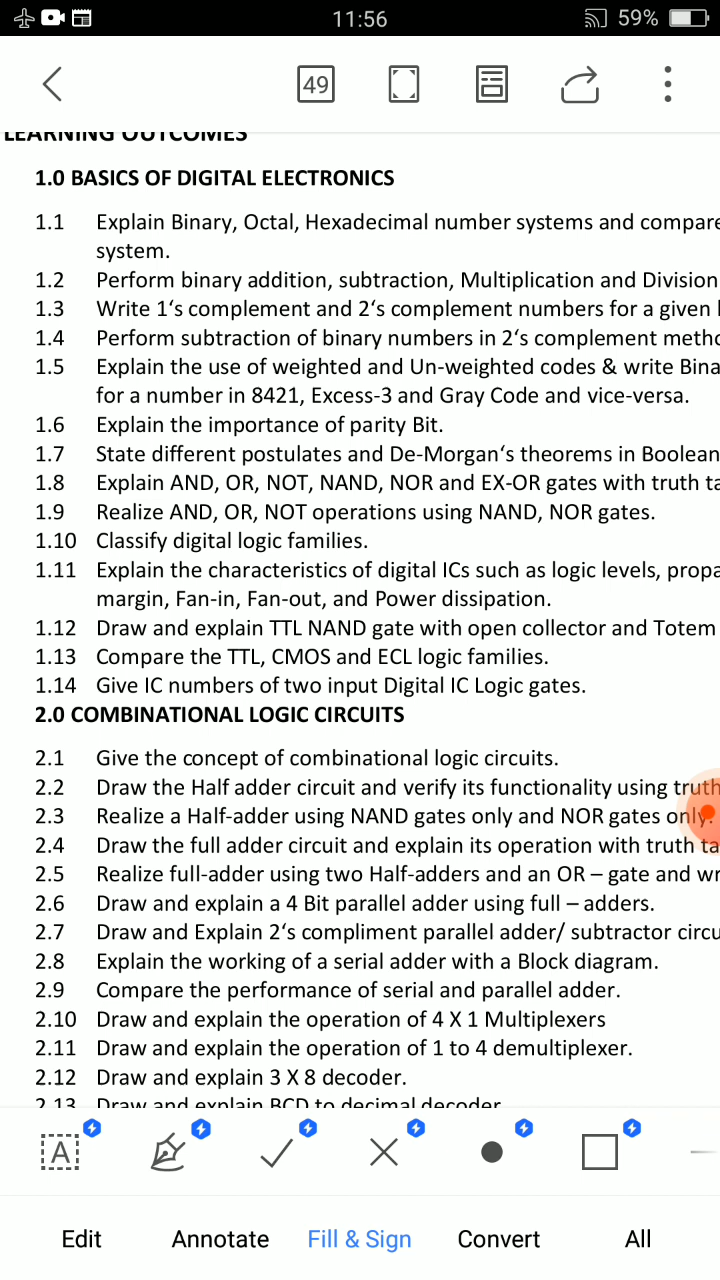 11:56
59%
49
LEARNING OUTCOMES
1.0 BASICS OF DIGITAL ELECTRONICS
1.1 Explain Binary, Octal, Hexadecimal number systems and compare
system.
1.2 Perform binary addition, subtraction, Multiplication and Division
1.3 Write 1‘s complement and 2‘s complement numbers for a given
1.4 Perform subtraction of binary numbers in 2‘s complement
1.5 Explain the use of weighted and Un-weighted codes & write
for a number in 8421, Excess-3 and Gray Code and vice-versa.
1.6 Explain the importance of parity Bit.
1.7 State different postulates and De-Morgan‘s theorems in Boolean
1.8 Explain AND, OR, NOT, NAND, NOR and EX-OR gates with truth
1.9 Realize AND, OR, NOT operations using NAND, NOR gates.
1.10 Classify digital logic families.
1.11 Explain the characteristics of digital ICs such as logic levels,
margin, Fan-in, Fan-out, and Power dissipation.
1.12 Draw and explain TTL NAND gate with open collector and Totem
1.13 Compare the TTL, CMOS and ECL logic families.
1.14 Give IC numbers of two input Digital IC Logic gates.
2.0 COMBINATIONAL LOGIC CIRCUITS
2.1 Give the concept of combinational logic circuits.
2.2 Draw the Half adder circuit and verify its functionality using truth
2.3 Realize a Half-adder using NAND gates only and NOR gates only.
2.4 Draw the full adder circuit and explain its operation with truth
2.5 Realize full-adder using two Half-adders and an OR – gate and
2.6 Draw and explain a 4 Bit parallel adder using full – adders.
2.7 Draw and Explain 2‘s compliment parallel adder/ subtractor
2.8 Explain the working of a serial adder with a Block diagram.
2.9 Compare the performance of serial and parallel adder.
2.10 Draw and explain the operation of 4 X 1 Multiplexers
2.11 Draw and explain the operation of 1 to 4 demultiplexer.
2.12 Draw and explain 3 X 8 decoder.
2.13 Draw and explain BCD to decimal decoder
A
Edit Annotate Fill & Sign Convert All